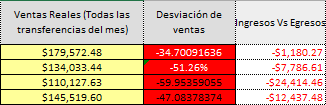 Ventas Reales (Todas las transferencias del mes) Desviación de ventas Ingresos Vs Egresos
$179,572.48 -34.70091636 -$1,180.27
$134,033.44 -51.26% -$7,786.61
$110,127.63 -59.95359055 -$24,414.46
$145,519.60 -47.08378374 -$12,437.48